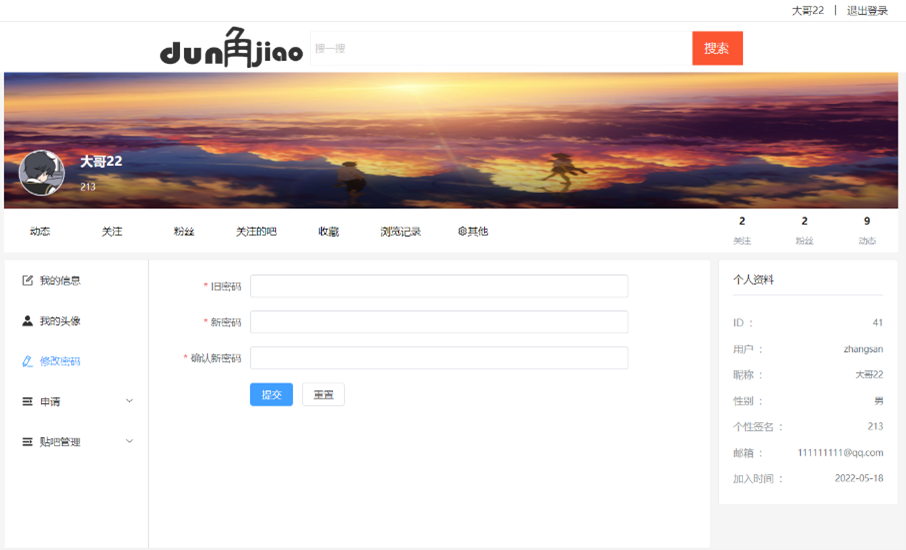 大哥22 | 退出登录
dun角jiao 搜一搜 搜索
大哥22
213
动态 关注 粉丝 关注的吧 收藏 浏览记录 其他
2 2 9
关注 粉丝 动态
我的信息
我的头像
修改密码
申请
贴吧管理
* 旧密码
* 新密码
* 确认新密码
提交 重置
个人资料
ID : 41
用户 : zhangsan
昵称 : 大哥22
性别 : 男
个性签名 : 213
邮箱 : 111111111@qq.com
加入时间 : 2022-05-18